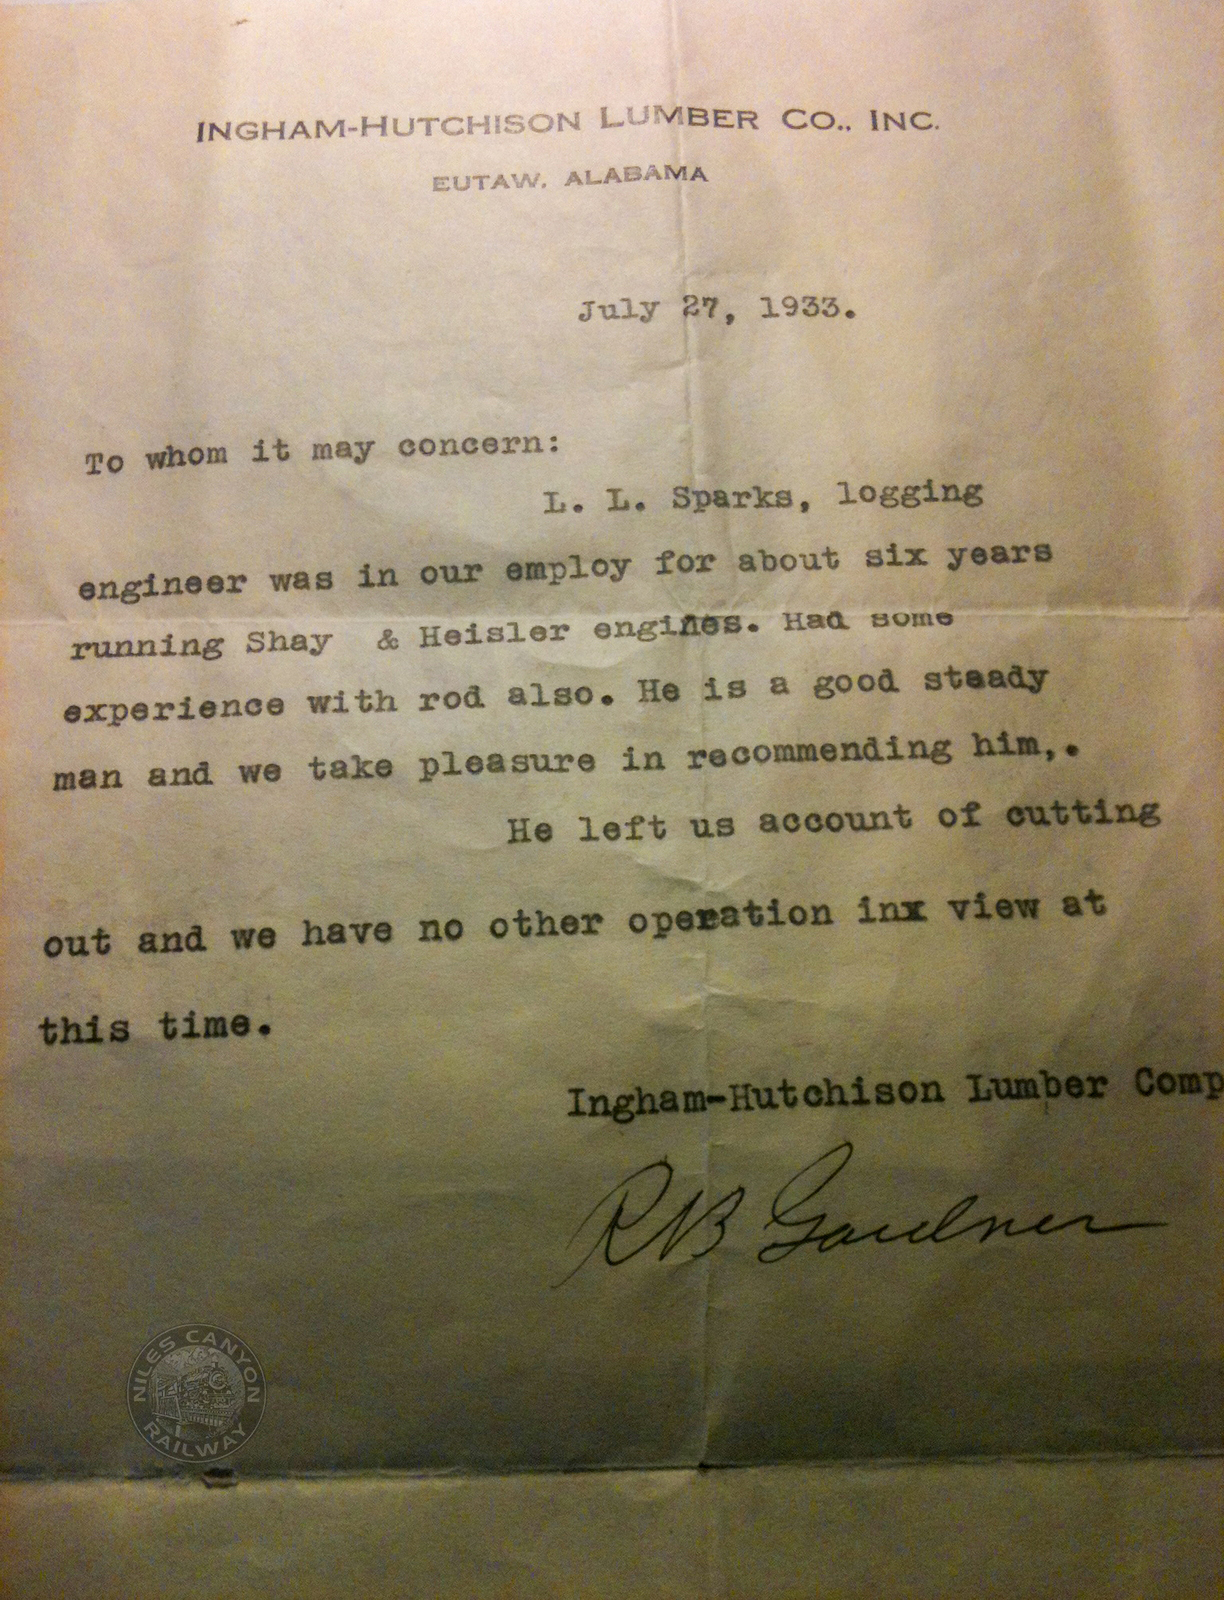 INGHAM-HUTCHISON LUMBER CO., INC.
EUTAW, ALABAMA
July 27, 1933.
To whom it may concern:
L. L. Sparks, logging
engineer was in our employ for about six years
running Shay & Heisler engines. Had some
experience with rod also. He is a good steady
man and we take pleasure in recommending him,.
He left us account of cutting
out and we have no other operation inx view at
this time.
Ingham-Hutchison Lumber Comp
R B Gardner
NILES CANYON
RAILWAY